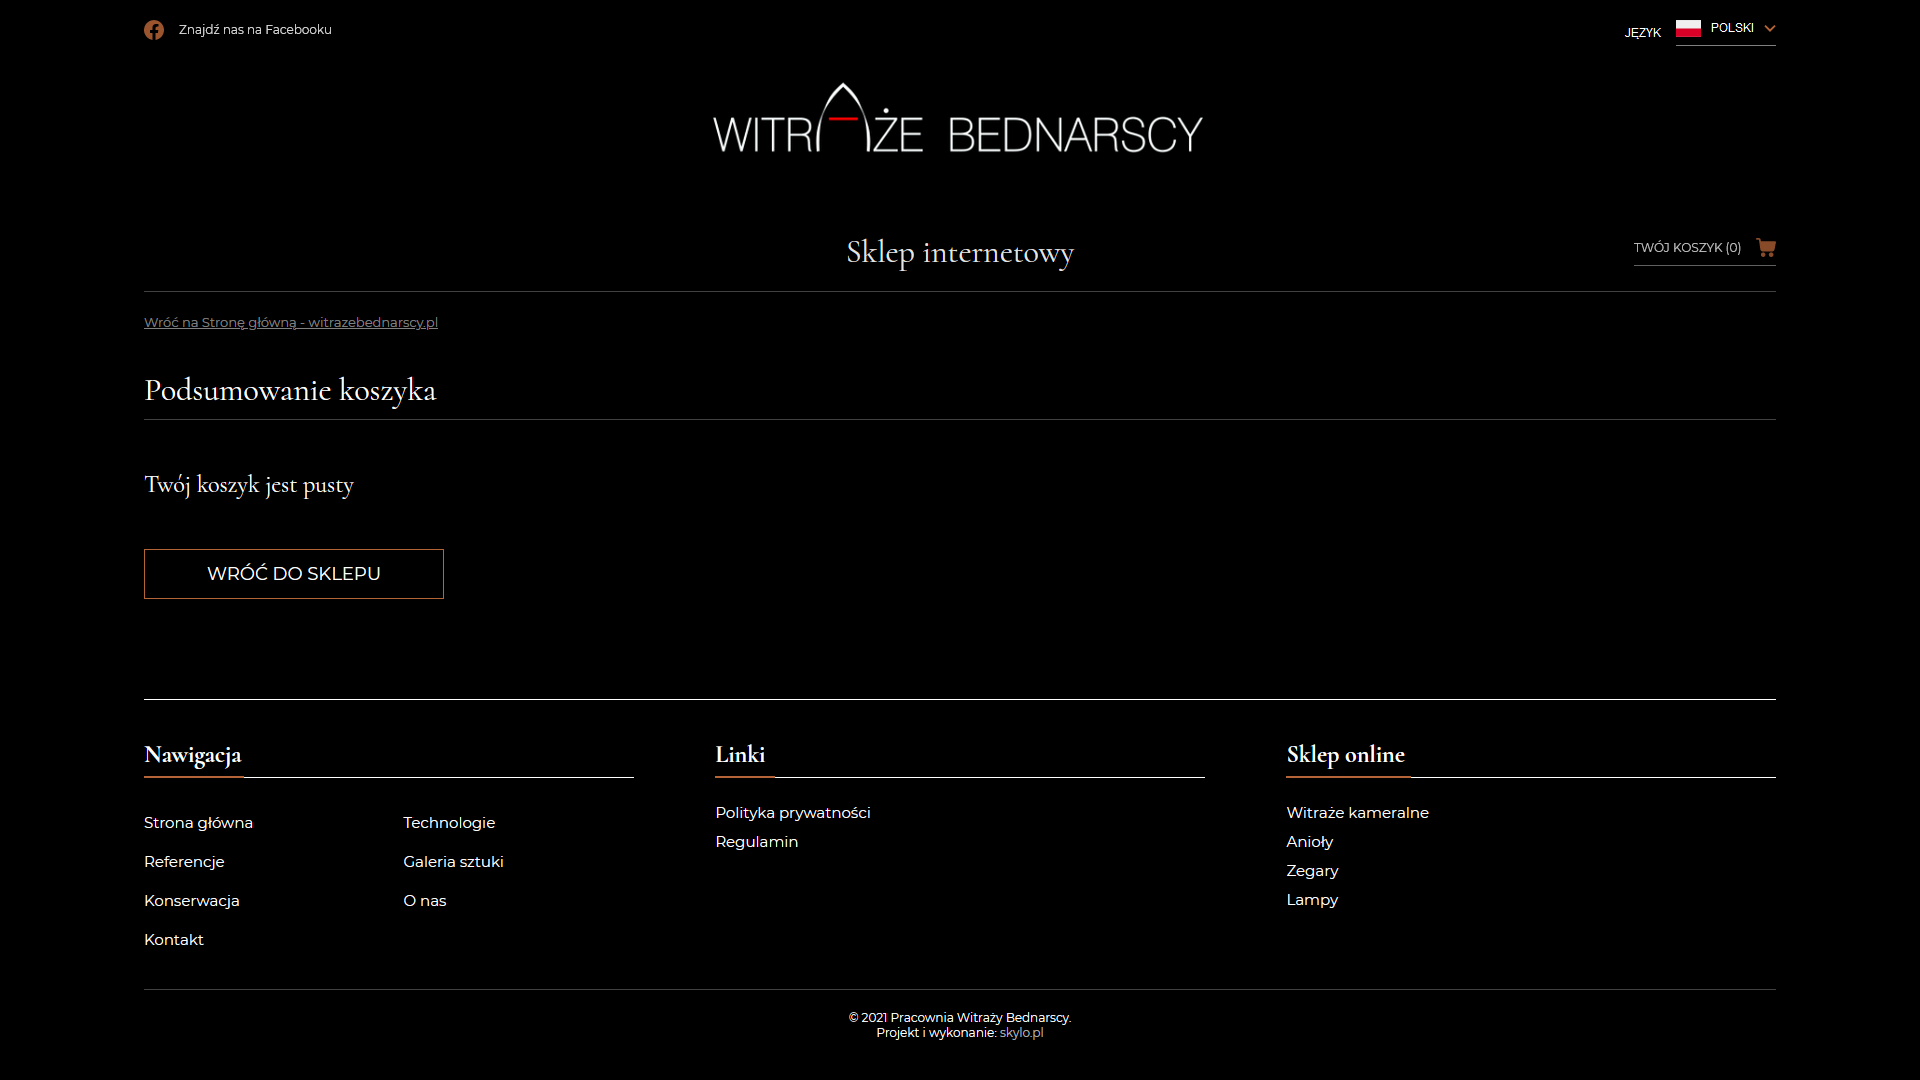 Znajdź nas na Facebooku
JĘZYK POLSKI
WITRAŻE BEDNARSCY
Sklep internetowy
TWÓJ KOSZYK (0)
Wróć na Stronę główną - witrazebednarscy.pl
Podsumowanie koszyka
Twój koszyk jest pusty
WRÓĆ DO SKLEPU
Nawigacja
Strona główna
Technologie
Referencje
Galeria sztuki
Konserwacja
O nas
Kontakt
Linki
Polityka prywatności
Regulamin
Sklep online
Witraże kameralne
Anioły
Zegary
Lampy
© 2021 Pracownia Witraży Bednarscy.
Projekt i wykonanie: skylo.pl